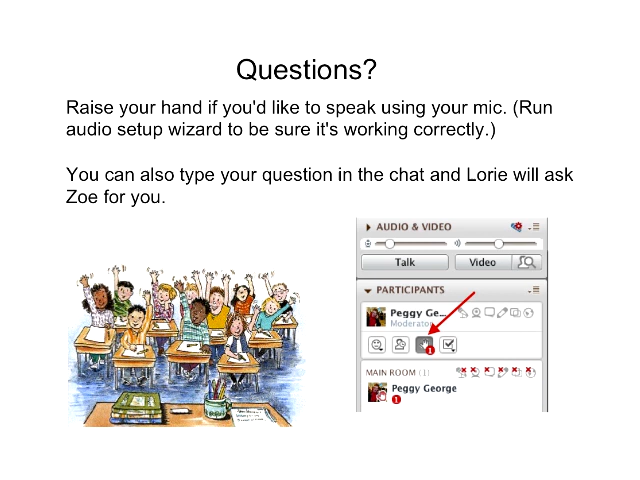 Questions?
Raise your hand if you'd like to speak using your mic. (Run
audio setup wizard to be sure it's working correctly.)
You can also type your question in the chat and Lorie will ask
Zoe for you.
AUDIO & VIDEO
Talk
Video
PARTICIPANTS
Peggy Ge...
Moderator
1
MAIN ROOM (1)
Peggy George
1